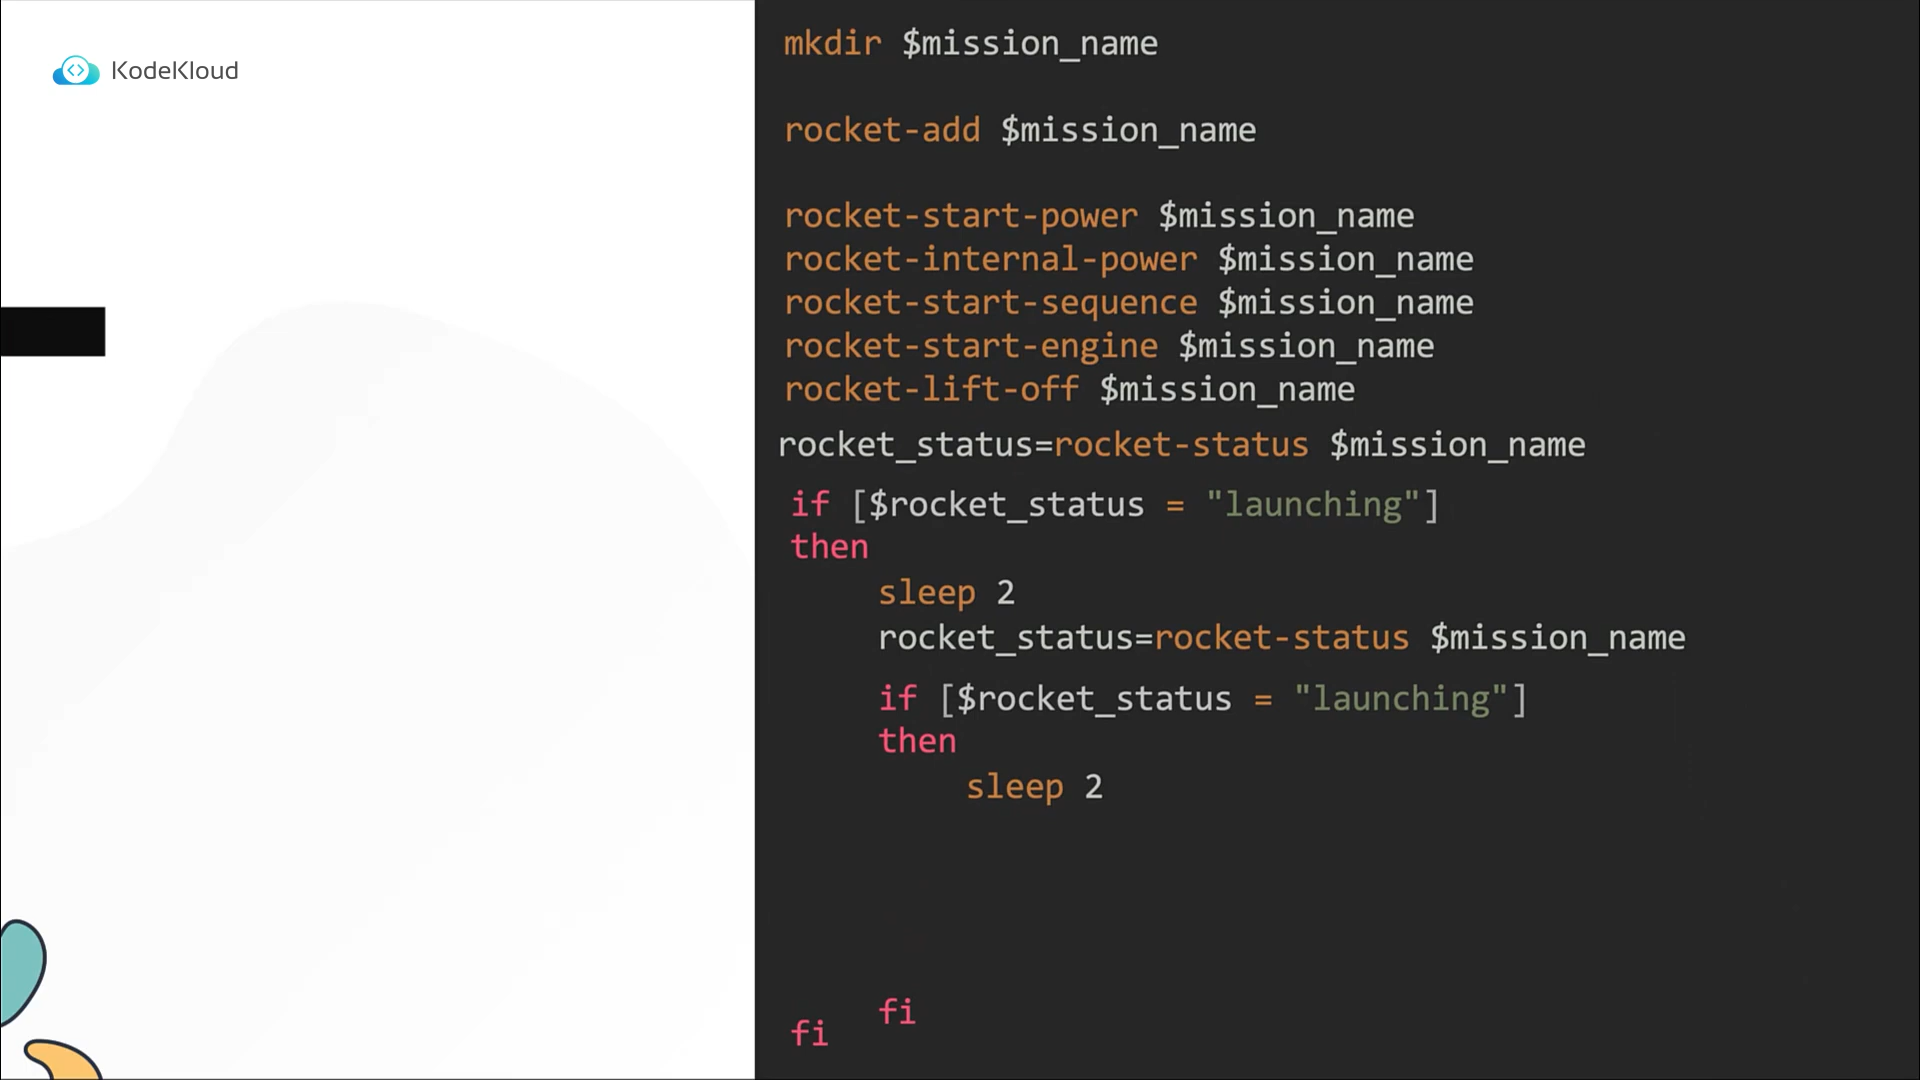 KodeKloud
mkdir $mission_name
rocket-add $mission_name
rocket-start-power $mission_name
rocket-internal-power $mission_name
rocket-start-sequence $mission_name
rocket-start-engine $mission_name
rocket-lift-off $mission_name
rocket_status=rocket-status $mission_name
if [$rocket_status = "launching"]
then
sleep 2
rocket_status=rocket-status $mission_name
if [$rocket_status = "launching"]
then
sleep 2
fi
fi